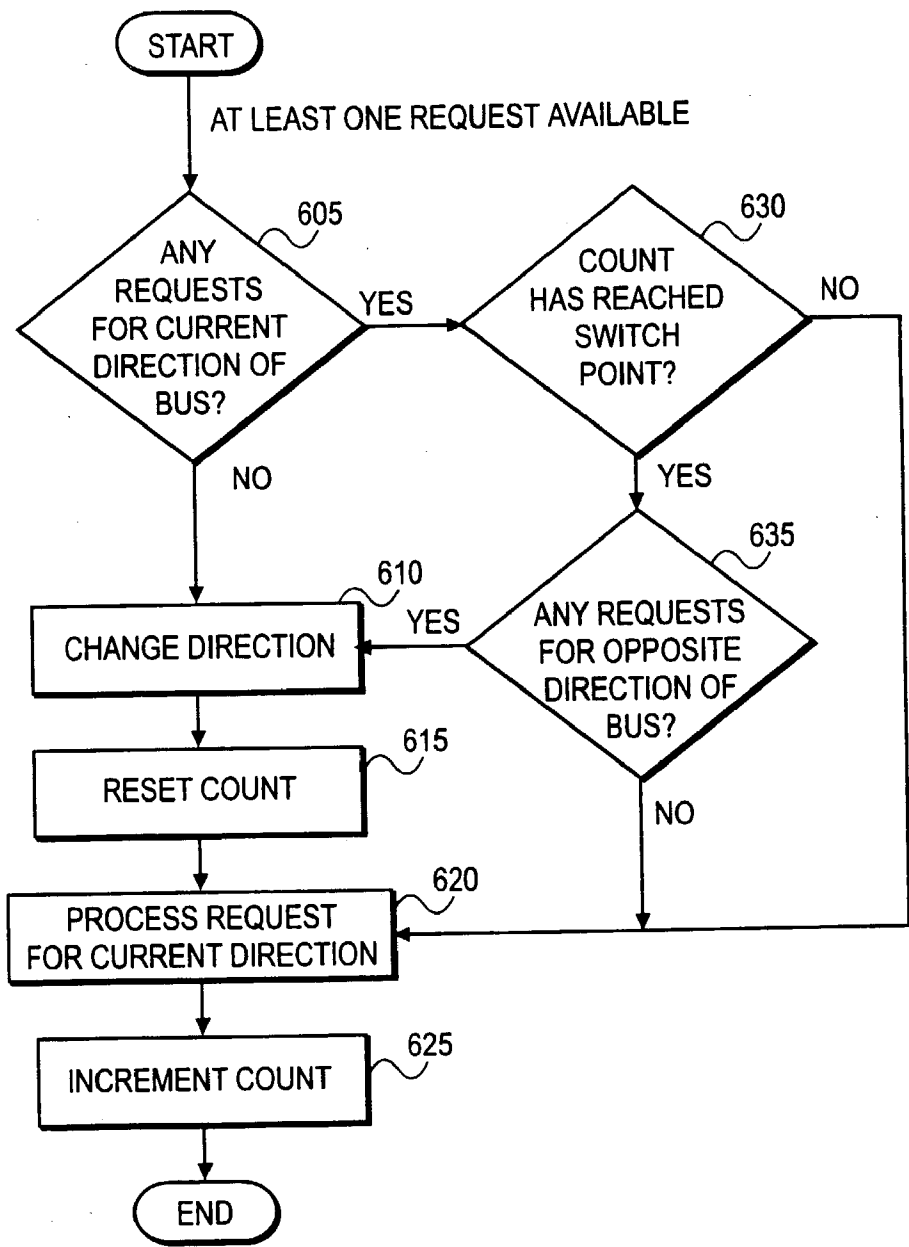 START
AT LEAST ONE REQUEST AVAILABLE
605
ANY
REQUESTS
FOR CURRENT
DIRECTION OF
BUS?
YES
NO
630
COUNT
HAS REACHED
SWITCH
POINT?
NO
YES
635
ANY REQUESTS
FOR OPPOSITE
DIRECTION OF
BUS?
YES
NO
610
CHANGE DIRECTION
615
RESET COUNT
620
PROCESS REQUEST
FOR CURRENT DIRECTION
625
INCREMENT COUNT
END